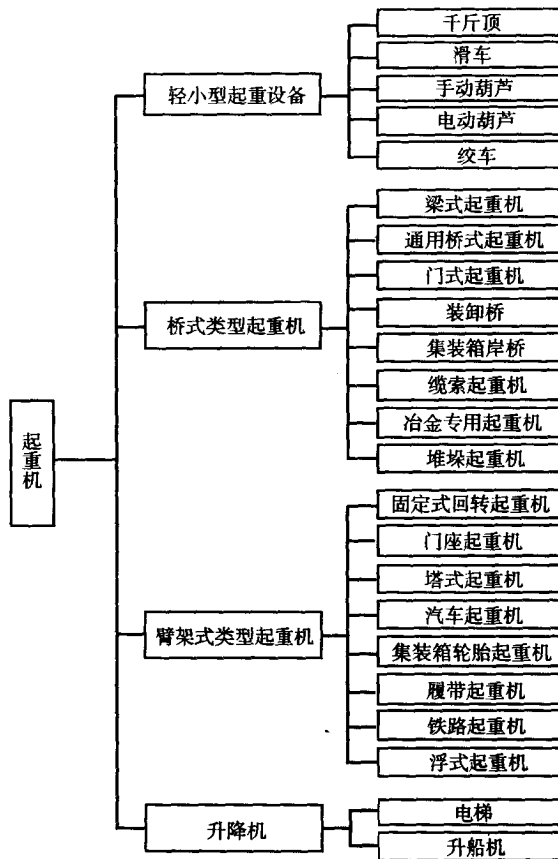 起重机
轻小型起重设备
千斤顶
滑车
手动葫芦
电动葫芦
绞车
桥式类型起重机
梁式起重机
通用桥式起重机
门式起重机
装卸桥
集装箱岸桥
缆索起重机
冶金专用起重机
堆垛起重机
臂架式类型起重机
固定式回转起重机
门座起重机
塔式起重机
汽车起重机
集装箱轮胎起重机
履带起重机
铁路起重机
浮式起重机
升降机
电梯
升船机